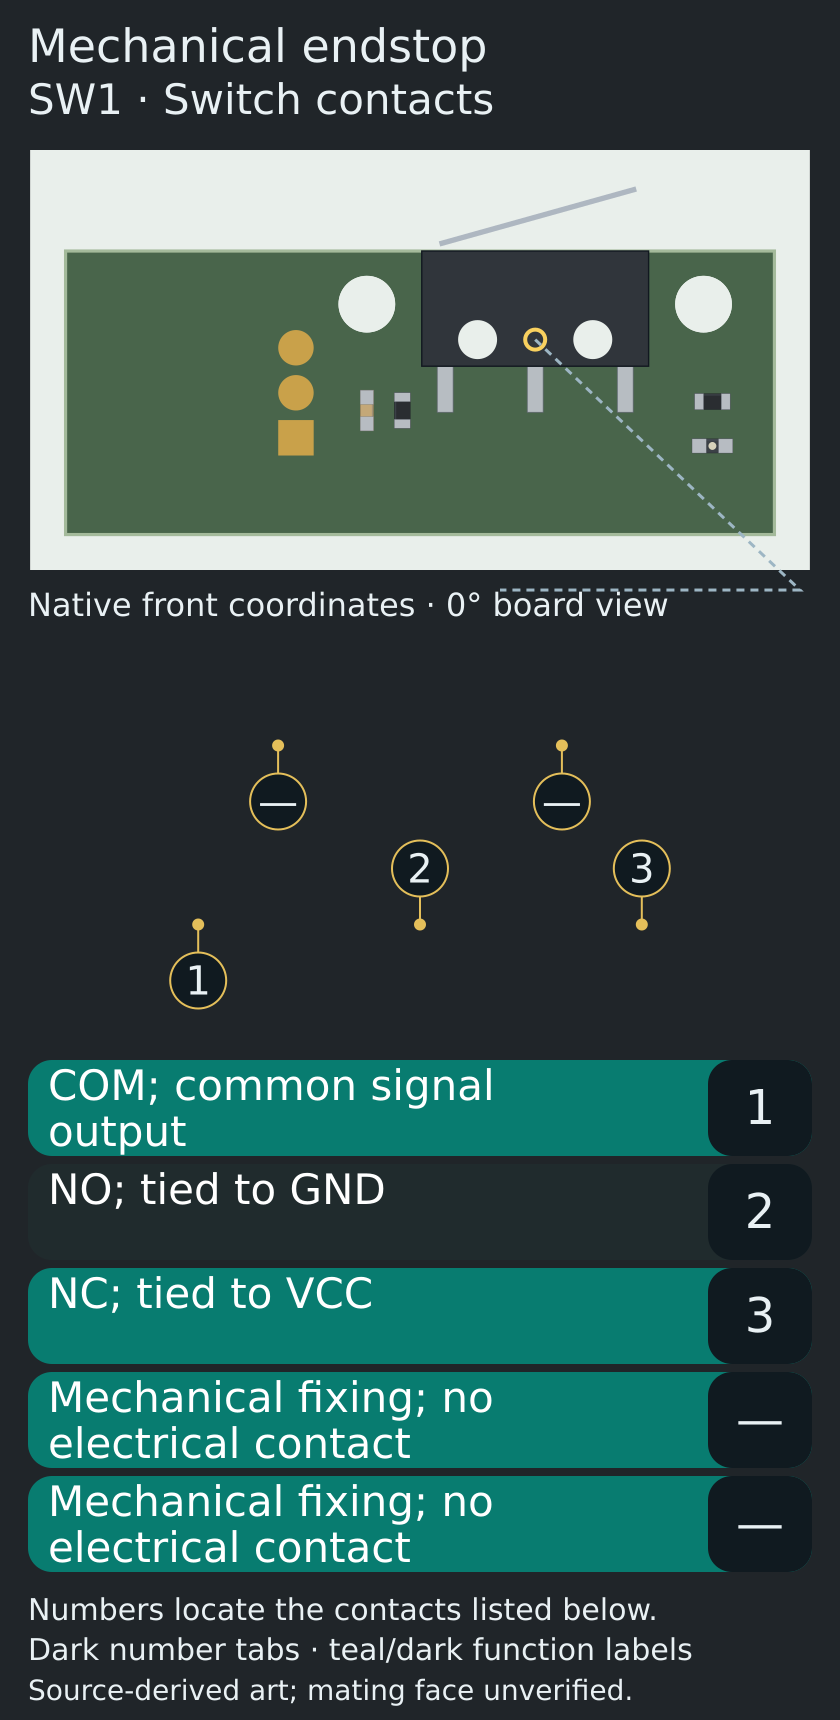 Mechanical endstop
SW1 · Switch contacts
Native front coordinates · 0° board view
—
—
2
3
1
COM; common signal
output
1
NO; tied to GND
2
NC; tied to VCC
3
Mechanical fixing; no
electrical contact
—
Mechanical fixing; no
electrical contact
—
Numbers locate the contacts listed below.
Dark number tabs · teal/dark function labels
Source-derived art; mating face unverified.